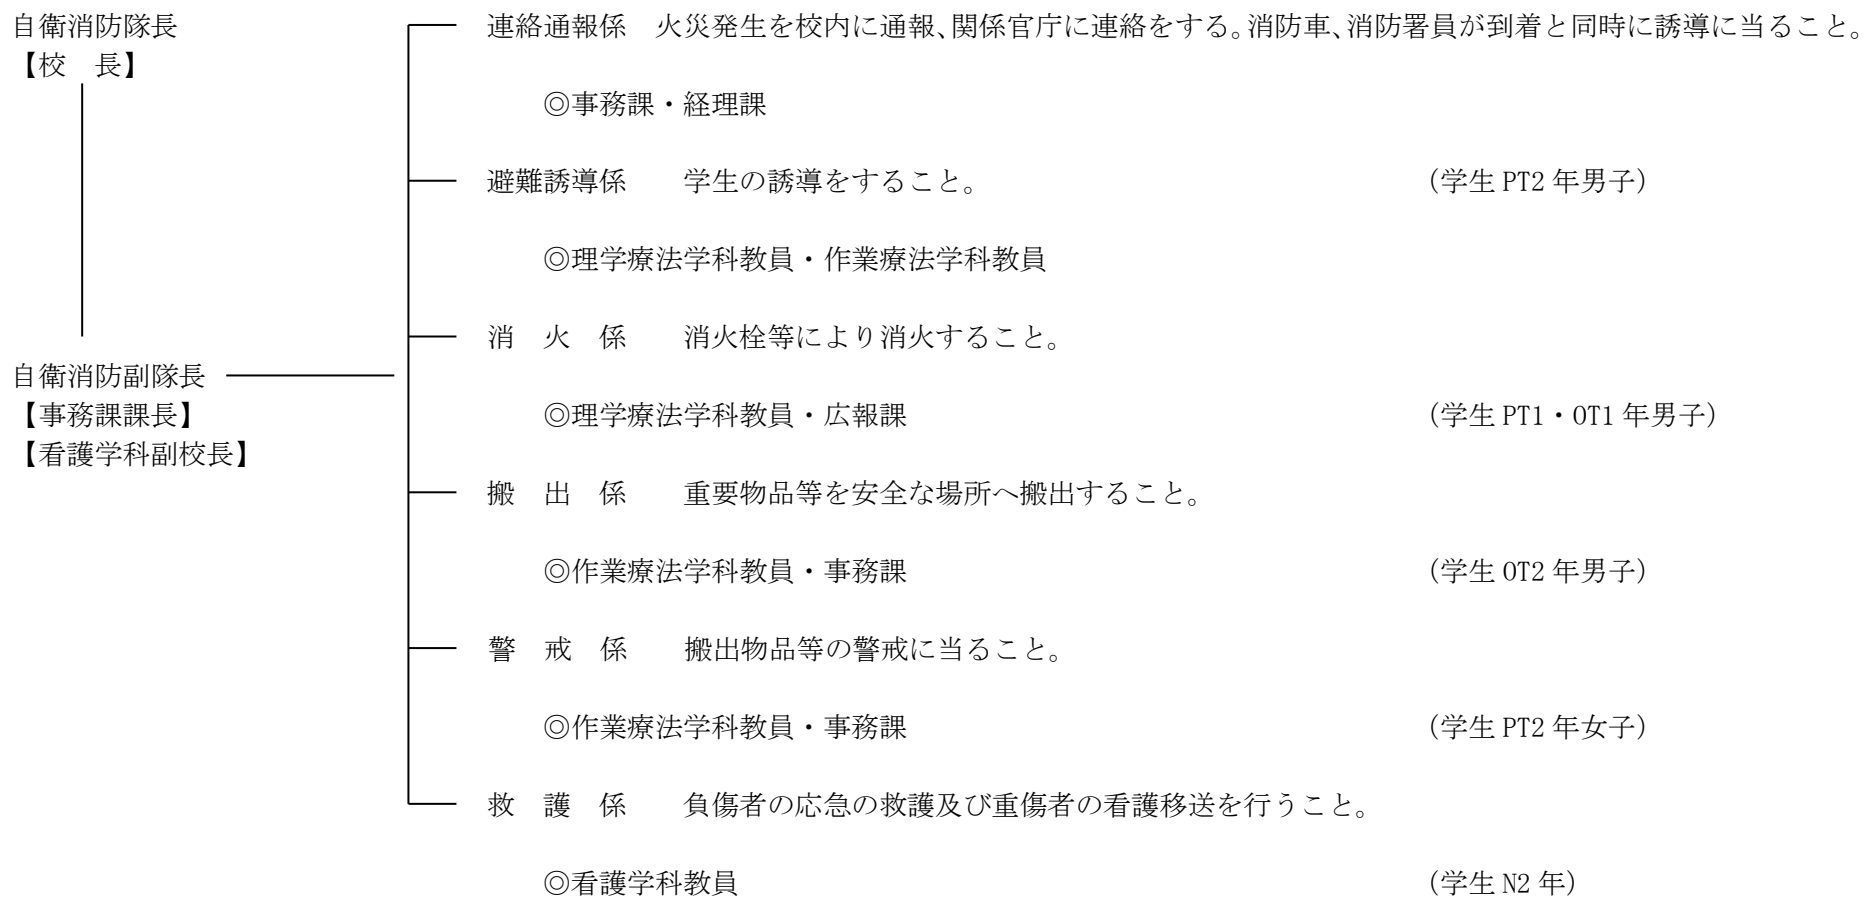 自衛消防隊長
【校　長】
連絡通報係　火災発生を校内に通報、関係官庁に連絡をする。消防車、消防署員が到着と同時に誘導に当ること。
◎事務課・経理課
避難誘導係　学生の誘導をすること。　（学生 PT2 年男子）
◎理学療法学科教員・作業療法学科教員
消　火　係　消火栓等により消火すること。
自衛消防副隊長
【事務課課長】
【看護学科副校長】
◎理学療法学科教員・広報課　（学生 PT1・OT1 年男子）
搬　出　係　重要物品等を安全な場所へ搬出すること。
◎作業療法学科教員・事務課　（学生 OT2 年男子）
警　戒　係　搬出物品等の警戒に当ること。
◎作業療法学科教員・事務課　（学生 PT2 年女子）
救　護　係　負傷者の応急の救護及び重傷者の看護移送を行うこと。
◎看護学科教員　（学生 N2 年）